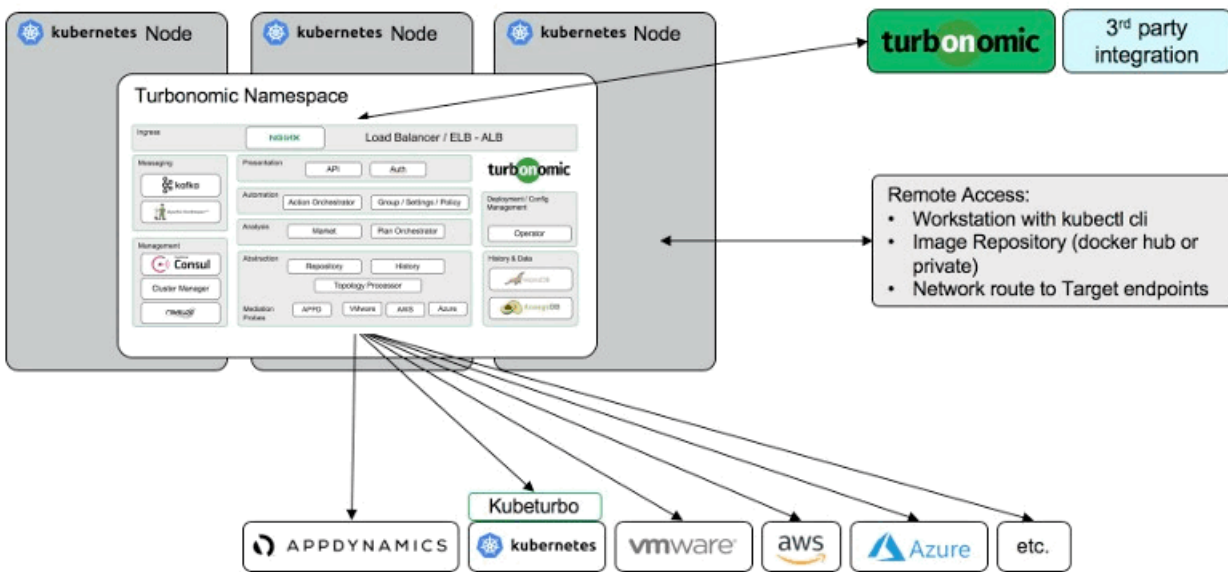 kubernetes Node
kubernetes Node
kubernetes Node
turbonomic
3rd party
integration
Turbonomic Namespace
Ingress
NGINX
Load Balancer / ELB - ALB
Messaging
kafka
Presentation
API
Auth
turbonomic
Automation
Action Orchestrator
Group / Settings / Policy
Deployment / Config
Management
Operator
Analysis
Market
Plan Orchestrator
Management
Consul
Cluster Manager
Abstraction
Repository
History
Topology Processor
Mediation
Probes
APPD
VMware
AWS
Azure
History & Data
ArangoDB
Remote Access:
• Workstation with kubectl cli
• Image Repository (docker hub or
private)
• Network route to Target endpoints
Kubeturbo
APPDYNAMICS
kubernetes
vmware
aws
Azure
etc.